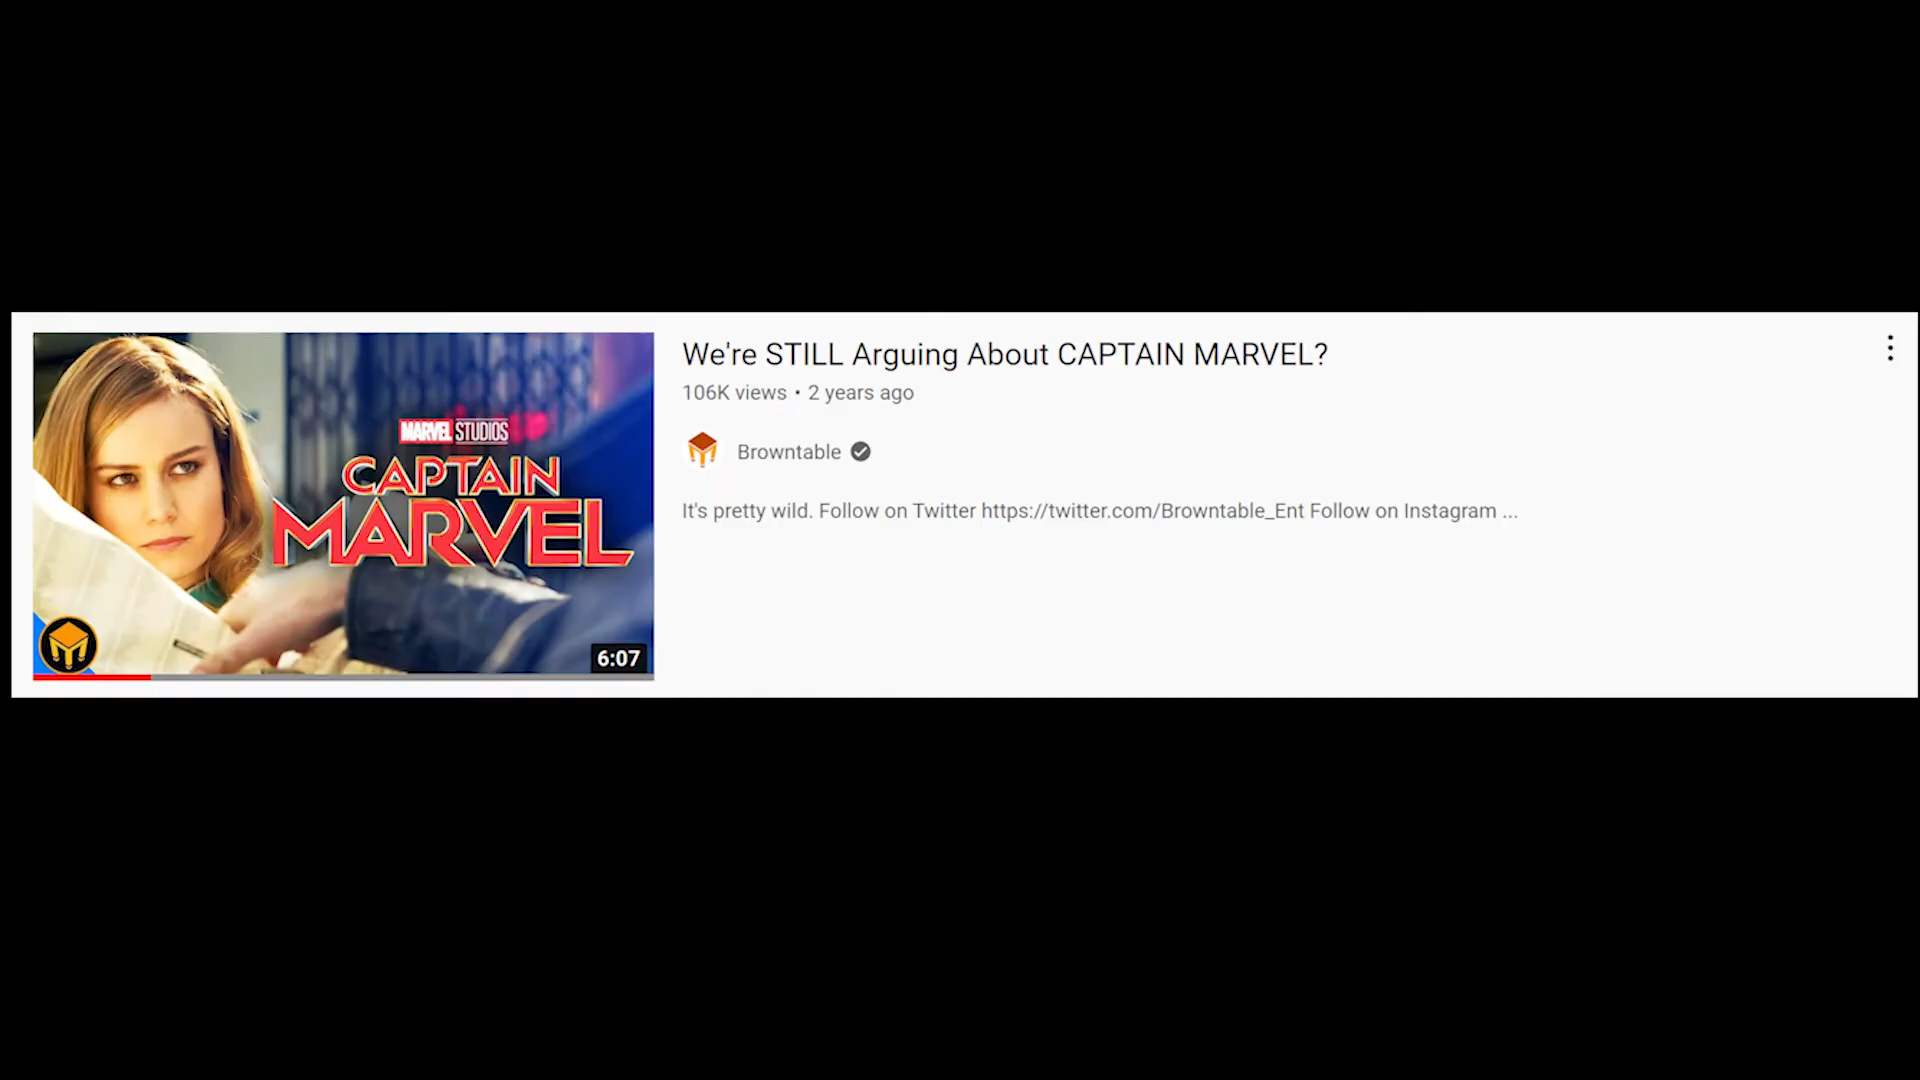 MARVEL STUDIOS
CAPTAIN
MARVEL
6:07
We're STILL Arguing About CAPTAIN MARVEL?
106K views • 2 years ago
Browntable
It's pretty wild. Follow on Twitter https://twitter.com/Browntable_Ent Follow on Instagram ...